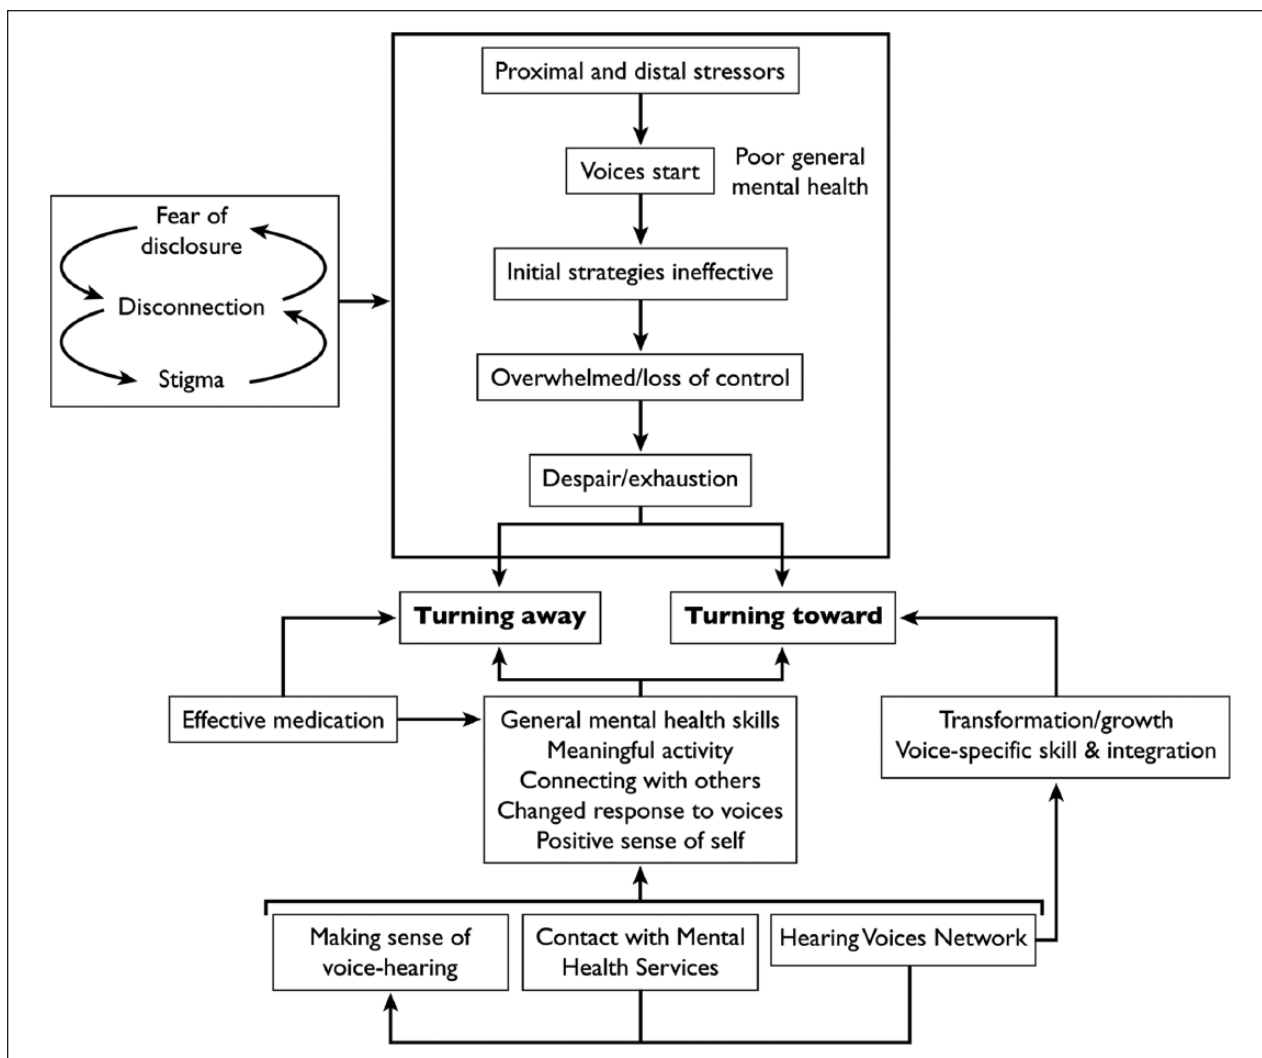 Proximal and distal stressors
Voices start
Poor general
mental health
Fear of
disclosure
Disconnection
Stigma
Initial strategies ineffective
Overwhelmed/loss of control
Despair/exhaustion
Turning away
Turning toward
Effective medication
General mental health skills
Meaningful activity
Connecting with others
Changed response to voices
Positive sense of self
Transformation/growth
Voice-specific skill & integration
Making sense of
voice-hearing
Contact with Mental
Health Services
Hearing Voices Network